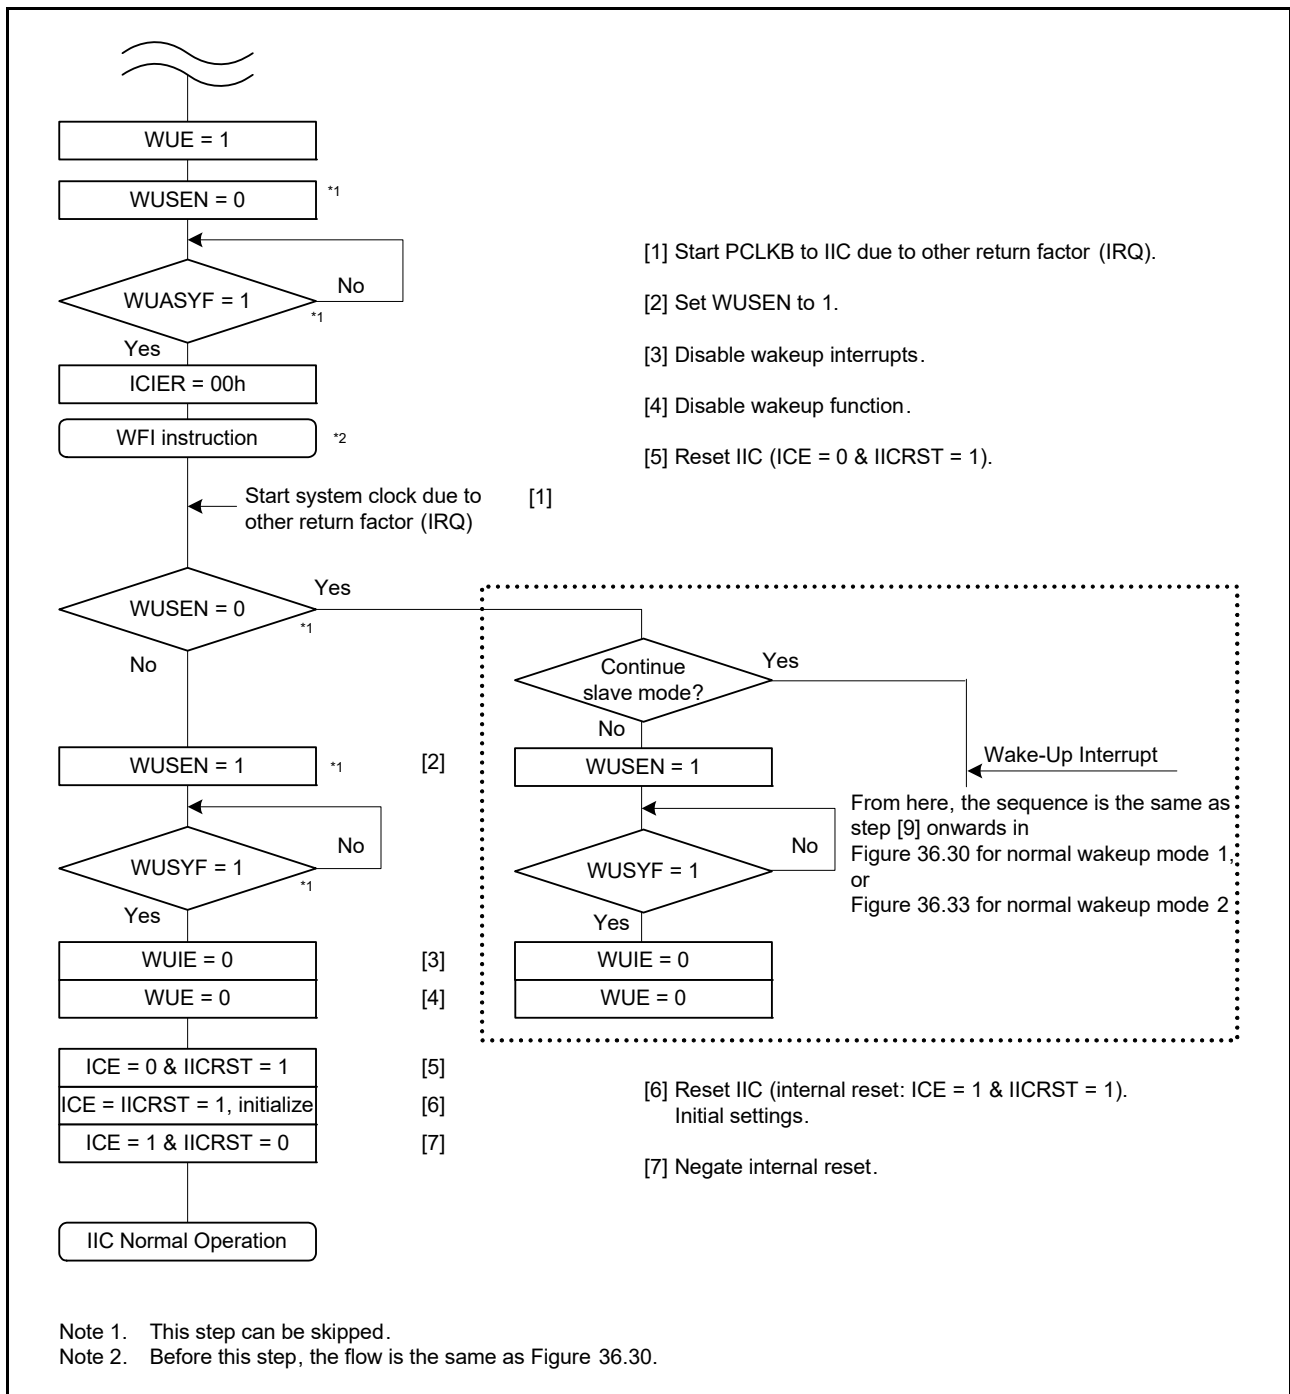 WUE = 1
WUSEN = 0 *1
WUASYF = 1 *1
No
Yes
ICIER = 00h
WFI instruction *2
Start system clock due to [1]
other return factor (IRQ)
[1] Start PCLKB to IIC due to other return factor (IRQ).
[2] Set WUSEN to 1.
[3] Disable wakeup interrupts.
[4] Disable wakeup function.
[5] Reset IIC (ICE = 0 & IICRST = 1).
WUSEN = 0 *1
Yes
No
WUSEN = 1 *1 [2]
WUSYF = 1 *1
No
Yes
WUIE = 0 [3]
WUE = 0 [4]
ICE = 0 & IICRST = 1 [5]
ICE = IICRST = 1, initialize [6]
ICE = 1 & IICRST = 0 [7]
IIC Normal Operation
Continue
slave mode?
Yes
No
WUSEN = 1
WUSYF = 1
No
Yes
WUIE = 0
WUE = 0
Wake-Up Interrupt
From here, the sequence is the same as
step [9] onwards in
Figure 36.30 for normal wakeup mode 1,
or
Figure 36.33 for normal wakeup mode 2
[6] Reset IIC (internal reset: ICE = 1 & IICRST = 1).
Initial settings.
[7] Negate internal reset.
Note 1. This step can be skipped.
Note 2. Before this step, the flow is the same as Figure 36.30.